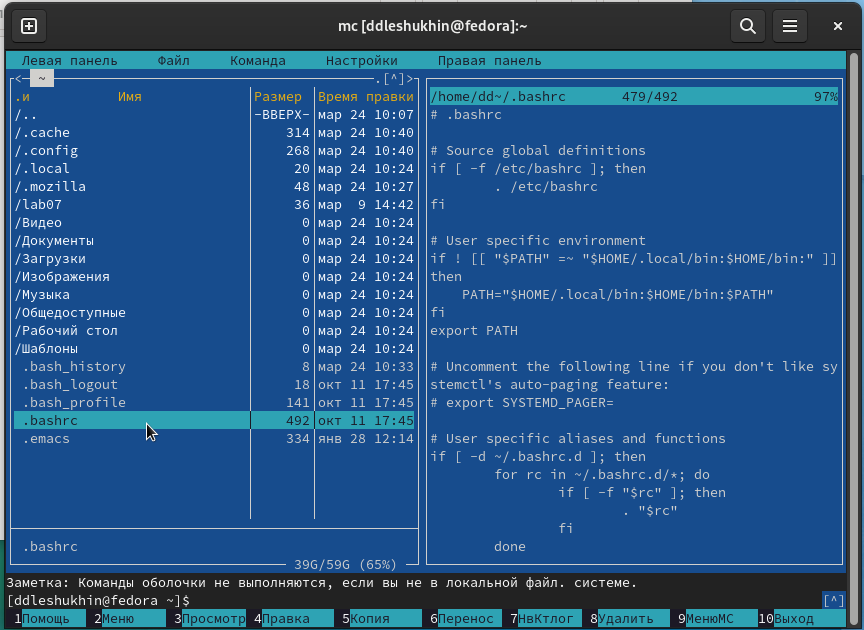 mc [ddleshukhin@fedora]:~
Левая панель Файл Команда Настройки Правая панель
<─ ~ .[^]>
.и Имя Размер Время правки
/.. -ВВЕРХ- мар 24 10:07
/.cache 314 мар 24 10:40
/.config 268 мар 24 10:40
/.local 20 мар 24 10:24
/.mozilla 48 мар 24 10:27
/lab07 36 мар 9 14:42
/Видео 0 мар 24 10:24
/Документы 0 мар 24 10:24
/Загрузки 0 мар 24 10:24
/Изображения 0 мар 24 10:24
/Музыка 0 мар 24 10:24
/Общедоступные 0 мар 24 10:24
/Рабочий стол 0 мар 24 10:24
/Шаблоны 0 мар 24 10:24
.bash_history 8 мар 24 10:33
.bash_logout 18 окт 11 17:45
.bash_profile 141 окт 11 17:45
.bashrc 492 окт 11 17:45
.emacs 334 янв 28 12:14
.bashrc
39G/59G (65%)
/home/dd~/.bashrc 479/492 97%
# .bashrc
# Source global definitions
if [ -f /etc/bashrc ]; then
. /etc/bashrc
fi
# User specific environment
if ! [[ "$PATH" =~ "$HOME/.local/bin:$HOME/bin:" ]]
then
PATH="$HOME/.local/bin:$HOME/bin:$PATH"
fi
export PATH
# Uncomment the following line if you don't like sy
stemctl's auto-paging feature:
# export SYSTEMD_PAGER=
# User specific aliases and functions
if [ -d ~/.bashrc.d ]; then
for rc in ~/.bashrc.d/*; do
if [ -f "$rc" ]; then
. "$rc"
fi
done
Заметка: Команды оболочки не выполняются, если вы не в локальной файл. системе.
[ddleshukhin@fedora ~]$ [^]
1Помощь 2Меню 3Просмотр 4Правка 5Копия 6Перенос 7НвКтлог 8Удалить 9МенюMC 10Выход